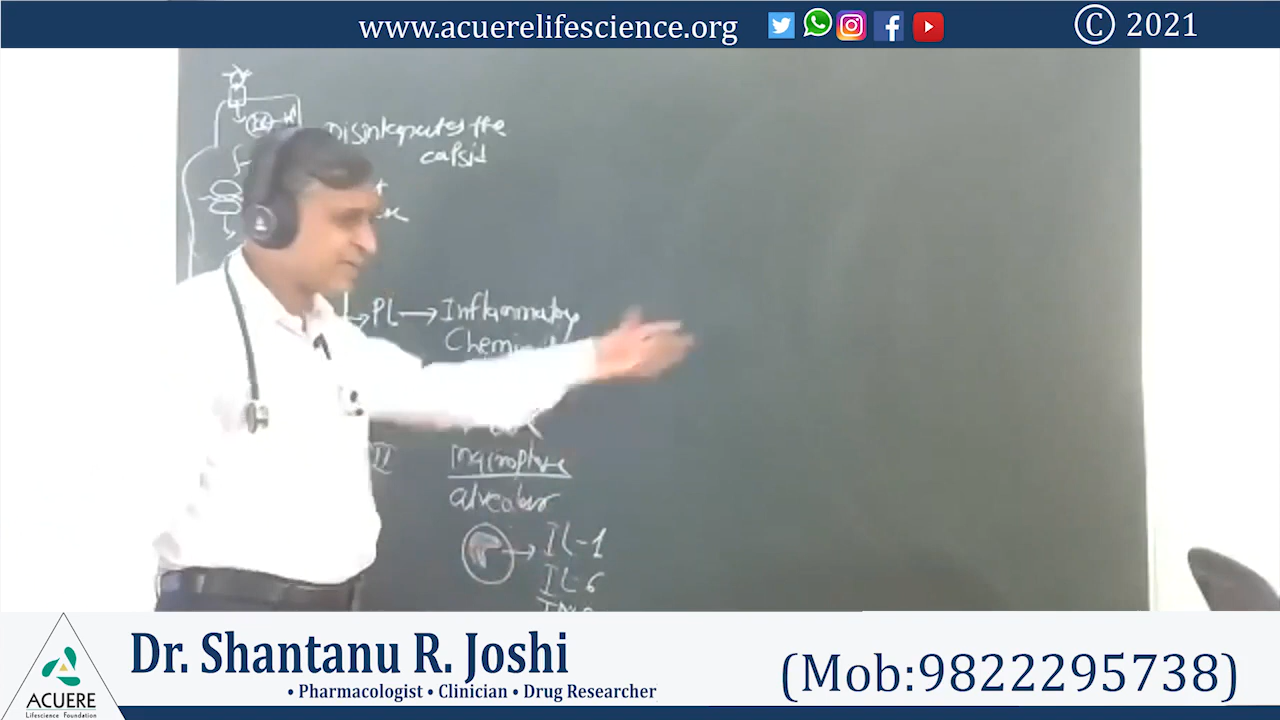 www.acuerelifescience.org
© 2021
Disintegrates the
capsid
PL → Inflammatory
II
macrophage
alveolar
→ IL-1
IL-6
Dr. Shantanu R. Joshi
• Pharmacologist • Clinician • Drug Researcher
(Mob:9822295738)
ACUERE
Lifescience Foundation